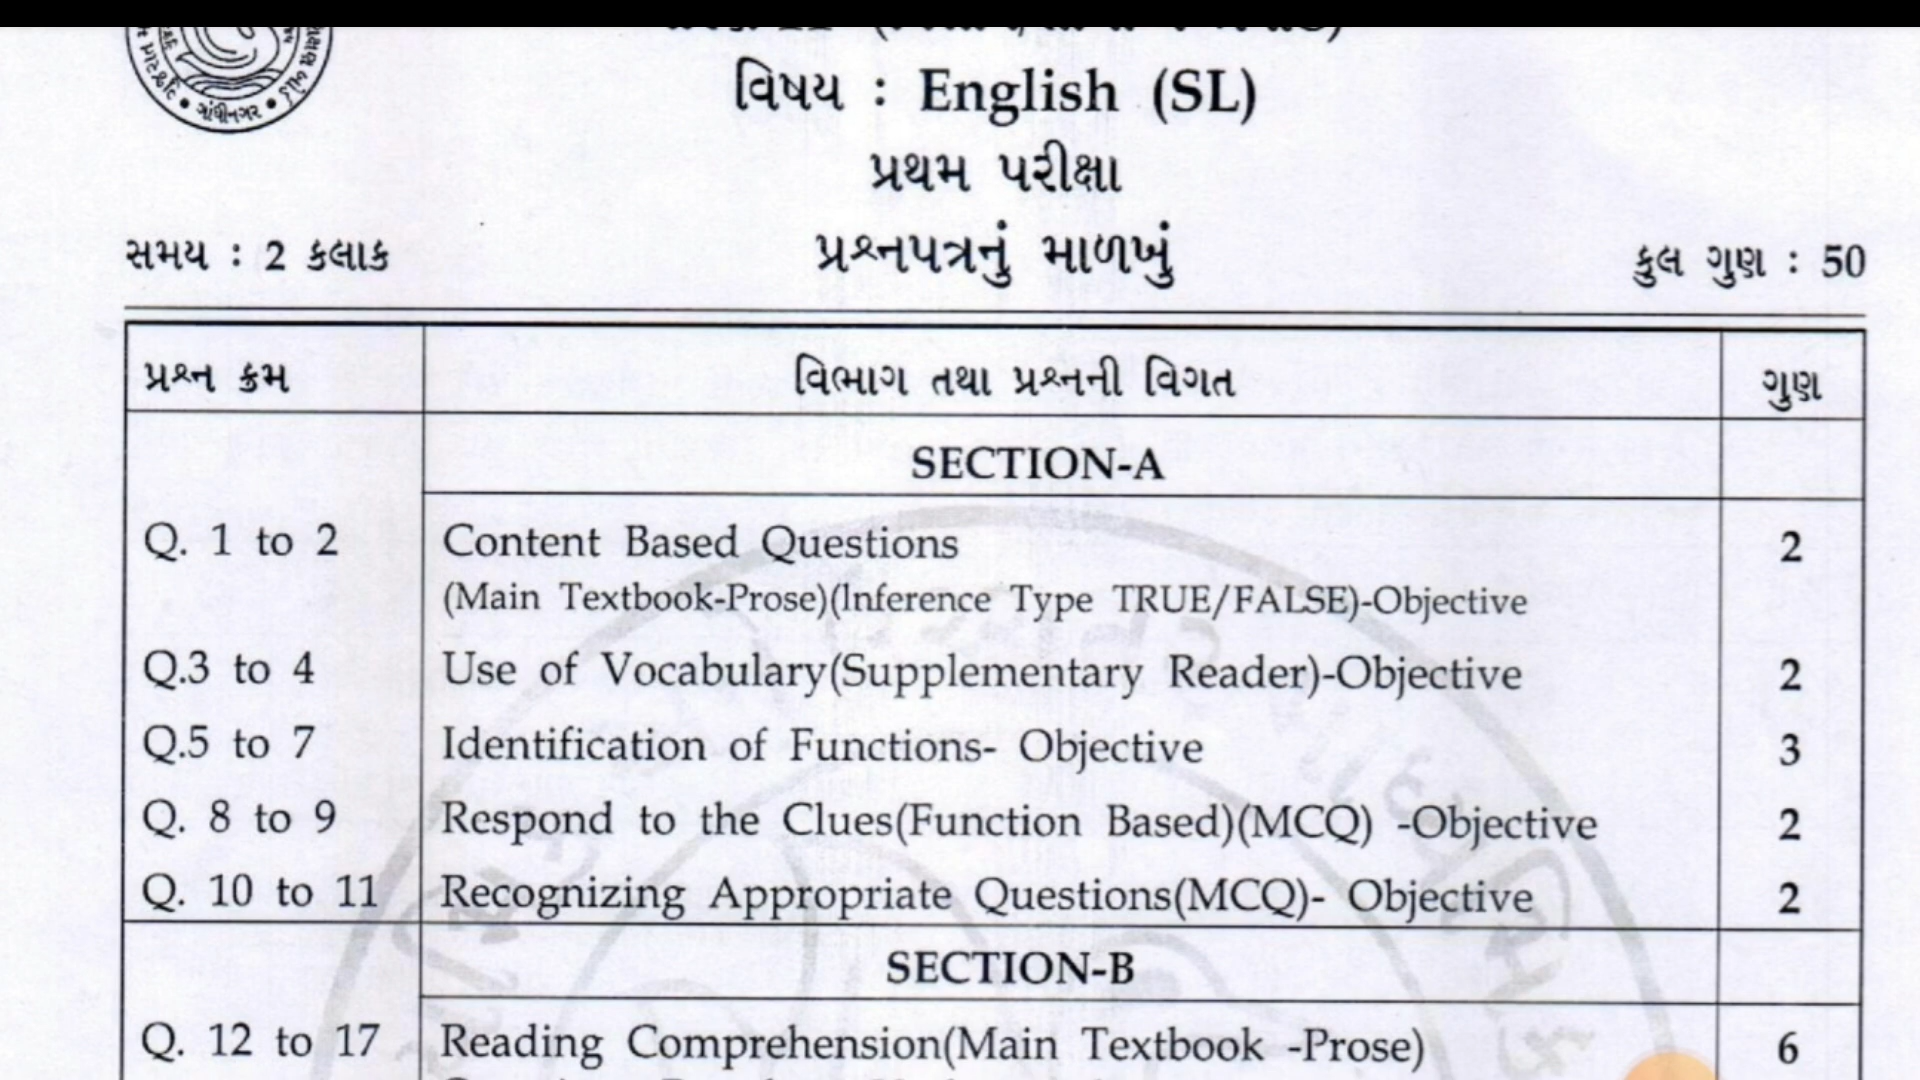 ગાંધીનગર
વિષય : English (SL)
પ્રથમ પરીક્ષા
સમય : 2 કલાક પ્રશ્નપત્રનું માળખું કુલ ગુણ : 50
પ્રશ્ન ક્રમ વિભાગ તથા પ્રશ્નની વિગત ગુણ
SECTION-A
Q. 1 to 2 Content Based Questions 2
(Main Textbook-Prose)(Inference Type TRUE/FALSE)-Objective
Q.3 to 4 Use of Vocabulary(Supplementary Reader)-Objective 2
Q.5 to 7 Identification of Functions- Objective 3
Q. 8 to 9 Respond to the Clues(Function Based)(MCQ) -Objective 2
Q. 10 to 11 Recognizing Appropriate Questions(MCQ)- Objective 2
SECTION-B
Q. 12 to 17 Reading Comprehension(Main Textbook -Prose) 6